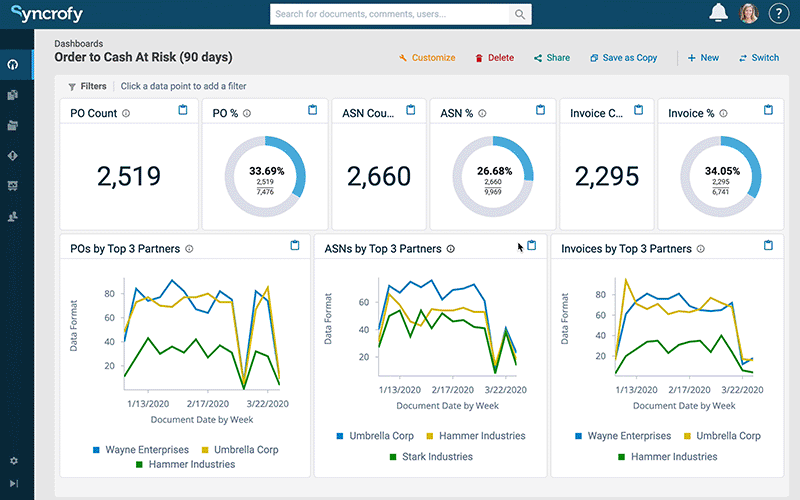 Syncrofy
Search for documents, comments, users...
?
Dashboards
Order to Cash At Risk (90 days)
Customize
Delete
Share
Save as Copy
New
Switch
Filters
Click a data point to add a filter
PO Count
PO %
ASN Cou...
ASN %
Invoice C...
Invoice %
2,519
33.69%
2,519
7,476
2,660
26.68%
2,660
9,969
2,295
34.05%
2,295
6,741
POs by Top 3 Partners
Data Format
80
60
40
20
1/13/2020 2/17/2020 3/22/2020
Document Date by Week
Wayne Enterprises
Umbrella Corp
Hammer Industries
ASNs by Top 3 Partners
Data Format
60
40
20
1/13/2020 2/17/2020 3/22/2020
Document Date by Week
Umbrella Corp
Hammer Industries
Stark Industries
Invoices by Top 3 Partners
Data Format
80
60
40
20
1/13/2020 2/17/2020 3/22/2020
Document Date by Week
Wayne Enterprises
Umbrella Corp
Hammer Industries